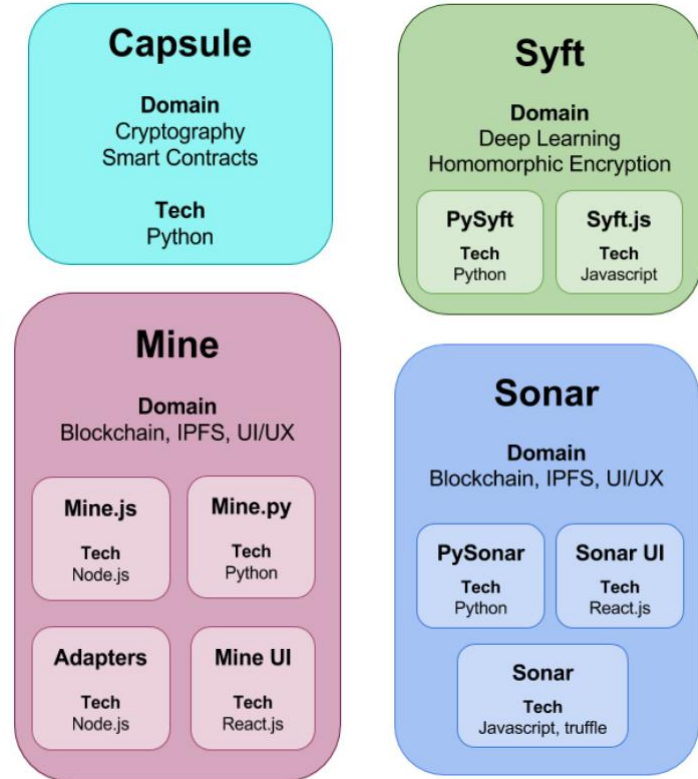 Capsule
Domain
Cryptography
Smart Contracts
Tech
Python
Syft
Domain
Deep Learning
Homomorphic Encryption
PySyft
Tech
Python
Syft.js
Tech
Javascript
Mine
Domain
Blockchain, IPFS, UI/UX
Mine.js
Tech
Node.js
Mine.py
Tech
Python
Adapters
Tech
Node.js
Mine UI
Tech
React.js
Sonar
Domain
Blockchain, IPFS, UI/UX
PySonar
Tech
Python
Sonar UI
Tech
React.js
Sonar
Tech
Javascript, truffle